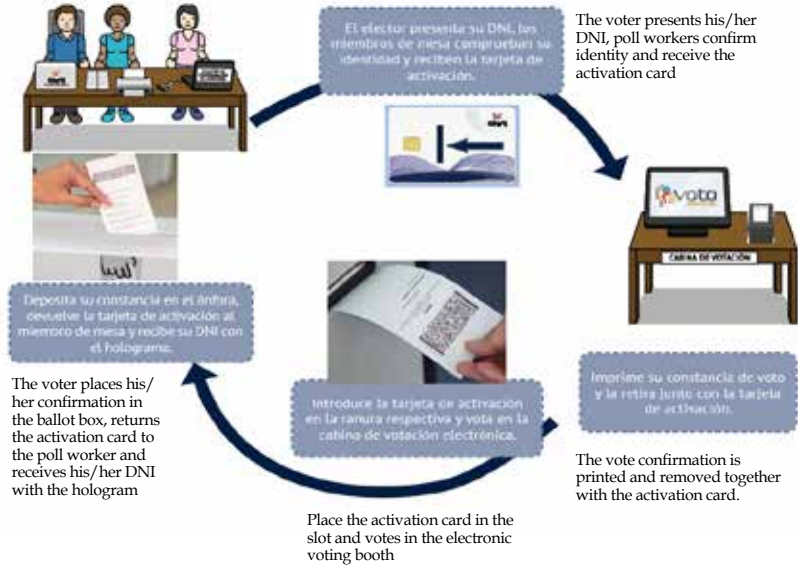 El elector presenta su DNI, los
miembros de mesa comprueban su
identidad y reciben la tarjeta de
activación.
The voter presents his/her
DNI, poll workers confirm
identity and receive the
activation card
voto
CABINA DE VOTACIÓN
Deposita su constancia en el ánfora,
devuelve la tarjeta de activación al
miembro de mesa y recibe su DNI con
el holograma.
The voter places his/
her confirmation in
the ballot box, returns
the activation card to
the poll worker and
receives his/her DNI
with the hologram
Introduce la tarjeta de activación
en la ranura respectiva y vota en la
cabina de votación electrónica.
Place the activation card in the
slot and votes in the electronic
voting booth
Imprime su constancia de voto
y la retira junto con la tarjeta
de activación.
The vote confirmation is
printed and removed together
with the activation card.